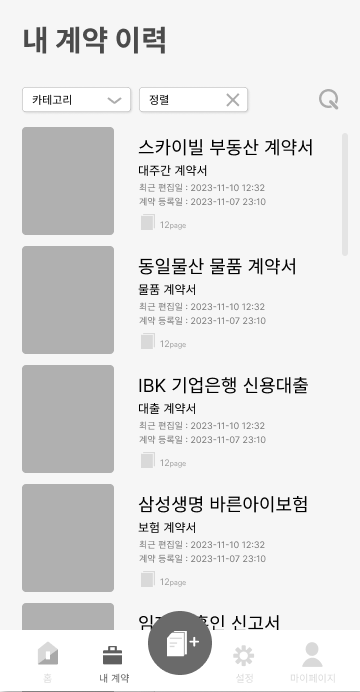 내 계약 이력
카테고리
정렬
스카이빌 부동산 계약서
대주간 계약서
최근 편집일 : 2023-11-10 12:32
계약 등록일 : 2023-11-07 23:10
12page
동일물산 물품 계약서
물품 계약서
최근 편집일 : 2023-11-10 12:32
계약 등록일 : 2023-11-07 23:10
12page
IBK 기업은행 신용대출
대출 계약서
최근 편집일 : 2023-11-10 12:32
계약 등록일 : 2023-11-07 23:10
12page
삼성생명 바른아이보험
보험 계약서
최근 편집일 : 2023-11-10 12:32
계약 등록일 : 2023-11-07 23:10
12page
신고서
홈
내 계약
설정
마이페이지